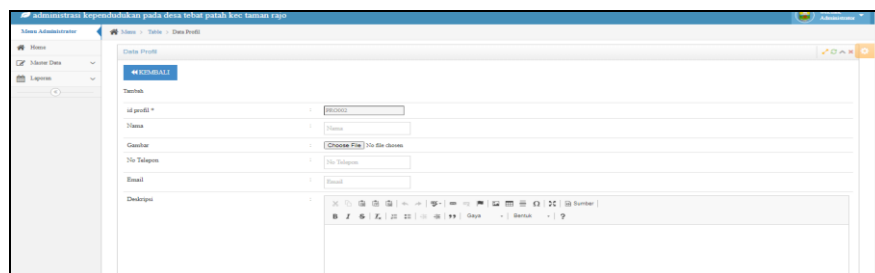 administrasi kependudukan pada desa tebat patah kec taman rajo
Administrator
Menu Administrator
Menu > Table > Data Profil
Home
Master Data
Laporan
Data Profil
KEMBALI
Tambah
id profil * :
Nama : Nama
Gambar : Choose File No file chosen
No Telepon : No Telepon
Email : Email
Deskripsi :
Sumber
Gaya Bentuk ?